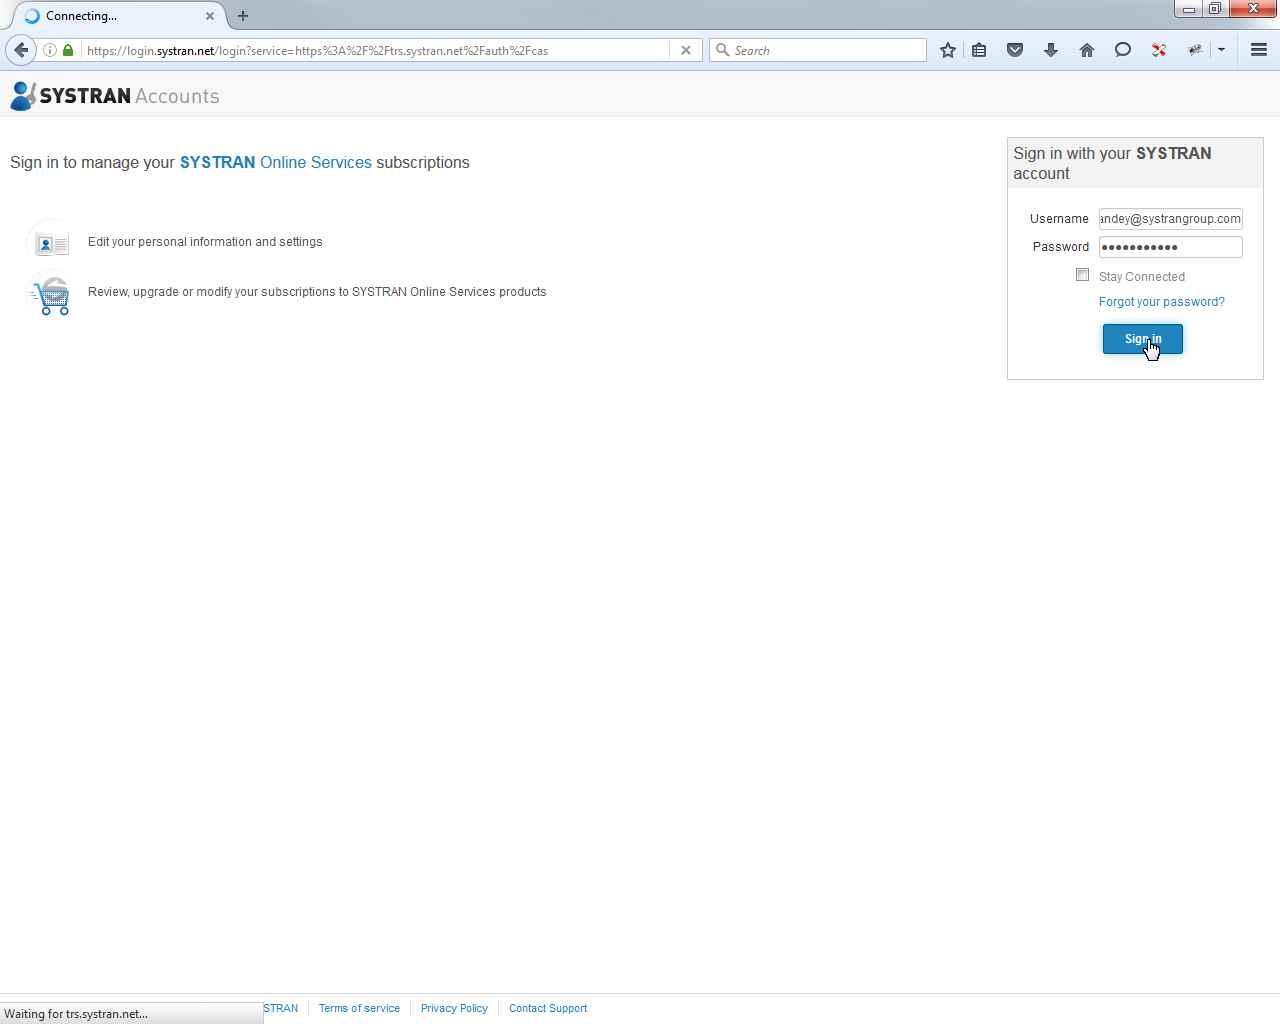 Connecting...
https://login.systran.net/login?service=https%3A%2F%2Ftrs.systran.net%2Fauth%2Fcas
Search
SYSTRAN Accounts
Sign in to manage your SYSTRAN Online Services subscriptions
Edit your personal information and settings
Review, upgrade or modify your subscriptions to SYSTRAN Online Services products
Sign in with your SYSTRAN
account
Username andey@systrangroup.com
Password
Stay Connected
Forgot your password?
Sign in
STRAN Terms of service Privacy Policy Contact Support
Waiting for trs.systran.net...